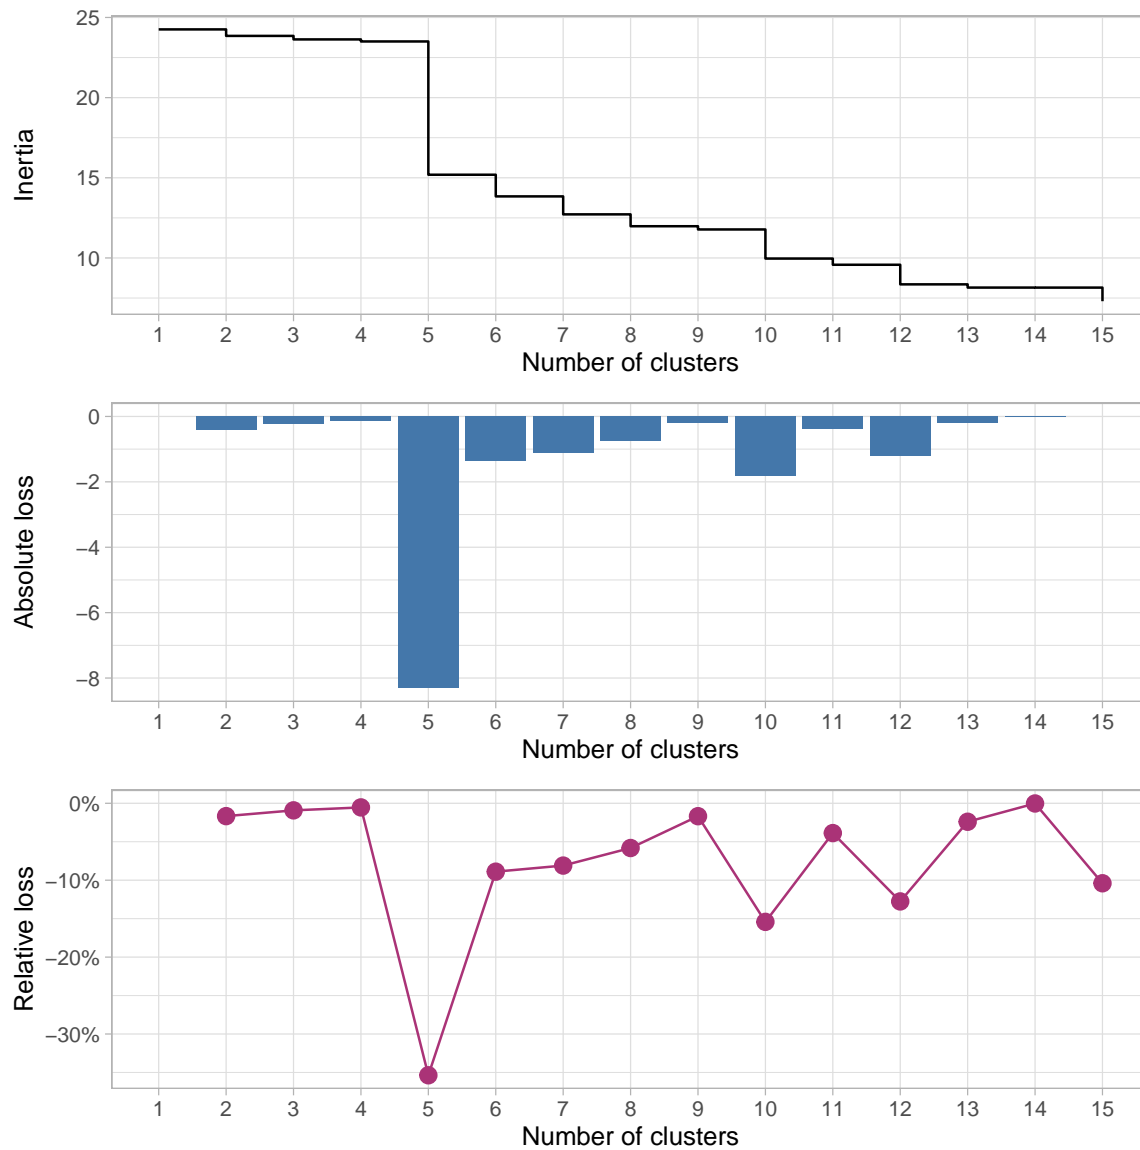 Inertia
25
20
15
10
1 2 3 4 5 6 7 8 9 10 11 12 13 14 15
Number of clusters
Absolute loss
0
−2
−4
−6
−8
1 2 3 4 5 6 7 8 9 10 11 12 13 14 15
Number of clusters
Relative loss
0%
−10%
−20%
−30%
1 2 3 4 5 6 7 8 9 10 11 12 13 14 15
Number of clusters